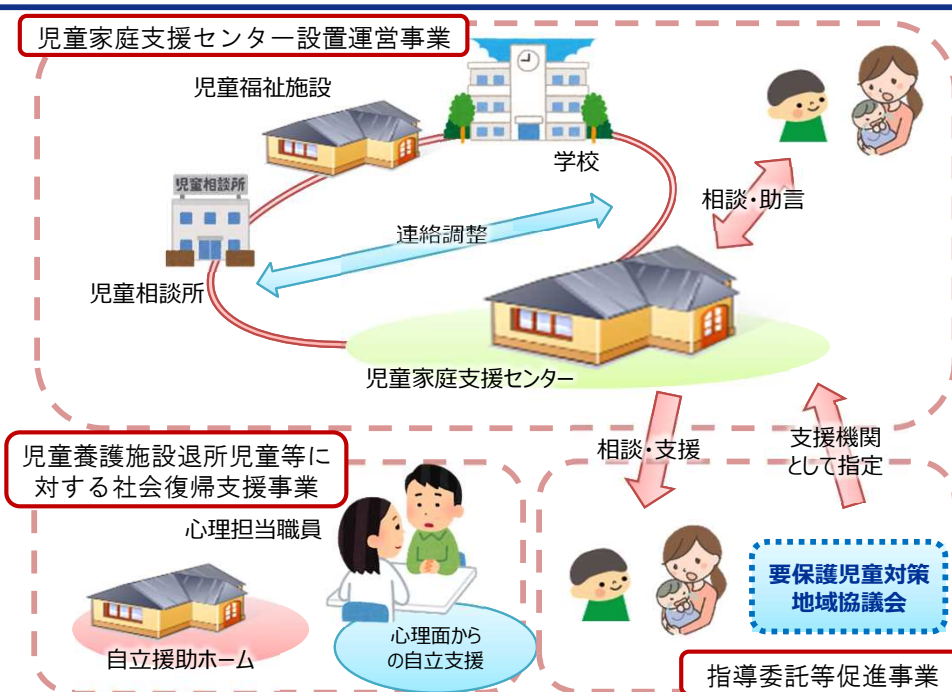 児童家庭支援センター設置運営事業
児童福祉施設
学校
児童相談所
児童相談所
連絡調整
相談・助言
児童家庭支援センター
相談・支援
支援機関
として指定
児童養護施設退所児童等に
対する社会復帰支援事業
心理担当職員
自立援助ホーム
心理面から
の自立支援
要保護児童対策
地域協議会
指導委託等促進事業